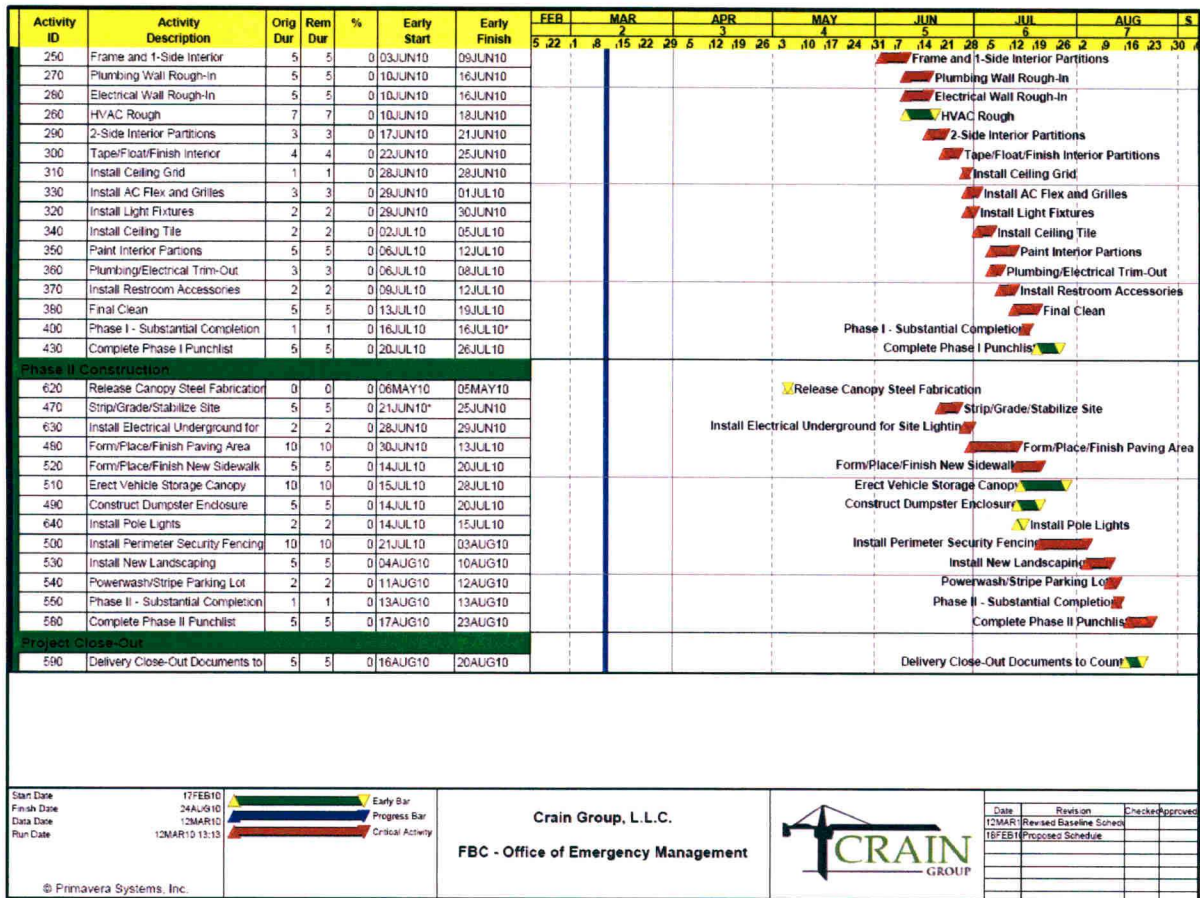 Activity ID Activity Description Orig Dur Rem Dur % Early Start Early Finish
FEB MAR APR MAY JUN JUL AUG S
2 3 4 5 6 7
5 22 1 8 15 22 29 5 12 19 26 3 10 17 24 31 7 14 21 28 5 12 19 26 2 9 16 23 30
250 Frame and 1-Side Interior 5 5 0 03JUN10 09JUN10 Frame and 1-Side Interior Partitions
270 Plumbing Wall Rough-In 5 5 0 10JUN10 16JUN10 Plumbing Wall Rough-In
280 Electrical Wall Rough-In 5 5 0 10JUN10 16JUN10 Electrical Wall Rough-In
260 HVAC Rough 7 7 0 10JUN10 18JUN10 HVAC Rough
290 2-Side Interior Partitions 3 3 0 17JUN10 21JUN10 2-Side Interior Partitions
300 Tape/Float/Finish Interior 4 4 0 22JUN10 25JUN10 Tape/Float/Finish Interior Partitions
310 Install Ceiling Grid 1 1 0 28JUN10 28JUN10 Install Ceiling Grid
330 Install AC Flex and Grilles 3 3 0 29JUN10 01JUL10 Install AC Flex and Grilles
320 Install Light Fixtures 2 2 0 29JUN10 30JUN10 Install Light Fixtures
340 Install Ceiling Tile 2 2 0 02JUL10 05JUL10 Install Ceiling Tile
350 Paint Interior Partions 5 5 0 06JUL10 12JUL10 Paint Interior Partions
360 Plumbing/Electrical Trim-Out 3 3 0 06JUL10 08JUL10 Plumbing/Electrical Trim-Out
370 Install Restroom Accessories 2 2 0 09JUL10 12JUL10 Install Restroom Accessories
380 Final Clean 5 5 0 13JUL10 19JUL10 Final Clean
400 Phase I - Substantial Completion 1 1 0 16JUL10 16JUL10* Phase I - Substantial Completion
430 Complete Phase I Punchlist 5 5 0 20JUL10 26JUL10 Complete Phase I Punchlist
Phase II Construction
620 Release Canopy Steel Fabrication 0 0 0 06MAY10 05MAY10 Release Canopy Steel Fabrication
470 Strip/Grade/Stabilize Site 5 5 0 21JUN10* 25JUN10 Strip/Grade/Stabilize Site
630 Install Electrical Underground for 2 2 0 28JUN10 29JUN10 Install Electrical Underground for Site Lightin
480 Form/Place/Finish Paving Area 10 10 0 30JUN10 13JUL10 Form/Place/Finish Paving Area
520 Form/Place/Finish New Sidewalk 5 5 0 14JUL10 20JUL10 Form/Place/Finish New Sidewalk
510 Erect Vehicle Storage Canopy 10 10 0 15JUL10 28JUL10 Erect Vehicle Storage Canopy
490 Construct Dumpster Enclosure 5 5 0 14JUL10 20JUL10 Construct Dumpster Enclosure
640 Install Pole Lights 2 2 0 14JUL10 15JUL10 Install Pole Lights
500 Install Perimeter Security Fencing 10 10 0 21JUL10 03AUG10 Install Perimeter Security Fencing
530 Install New Landscaping 5 5 0 04AUG10 10AUG10 Install New Landscaping
540 Powerwash/Stripe Parking Lot 2 2 0 11AUG10 12AUG10 Powerwash/Stripe Parking Lot
550 Phase II - Substantial Completion 1 1 0 13AUG10 13AUG10 Phase II - Substantial Completion
580 Complete Phase II Punchlist 5 5 0 17AUG10 23AUG10 Complete Phase II Punchlis
Project Close-Out
590 Delivery Close-Out Documents to 5 5 0 16AUG10 20AUG10 Delivery Close-Out Documents to Count
Start Date 17FEB10
Finish Date 24AUG10
Data Date 12MAR10
Run Date 12MAR10 13:13
© Primavera Systems, Inc.
Early Bar
Progress Bar
Critical Activity
Crain Group, L.L.C.
FBC - Office of Emergency Management
CRAIN
GROUP
Date Revision Checked Approved
12MAR1 Revised Baseline Sched
18FEB1 Proposed Schedule